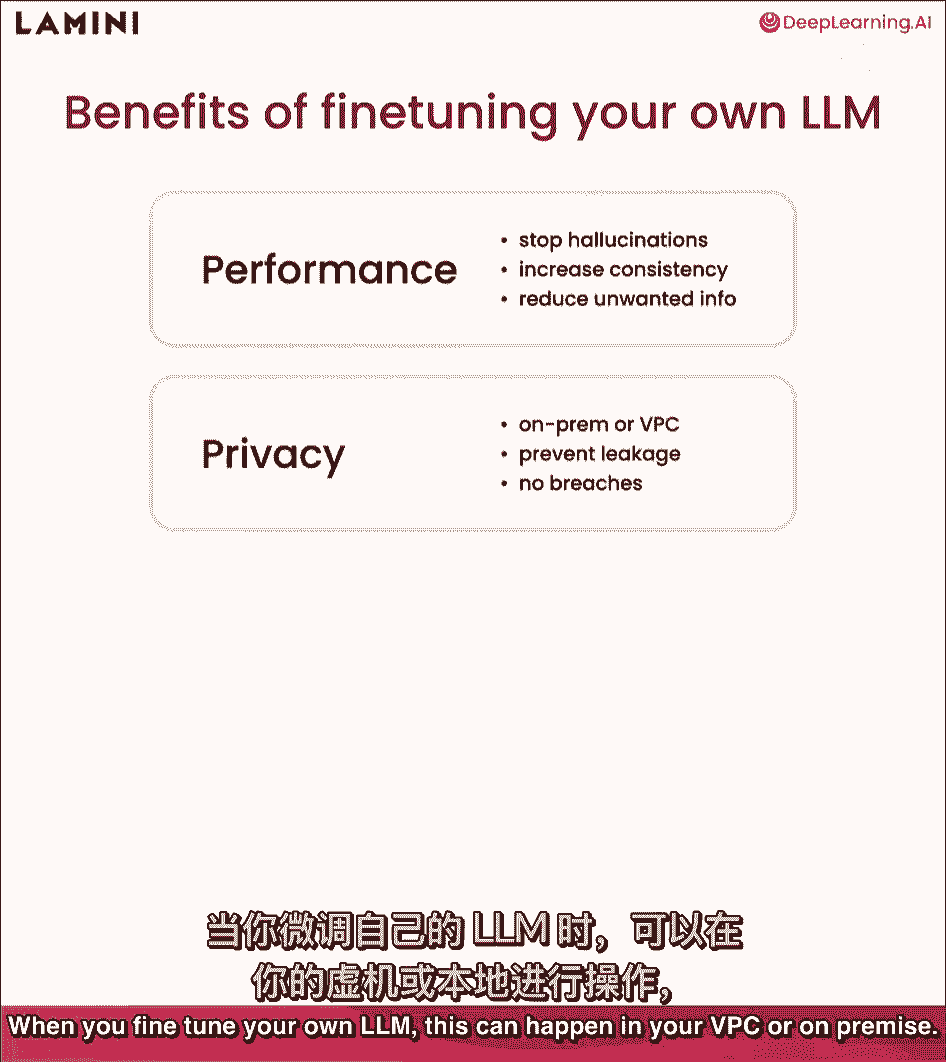 LAMINI
DeepLearning.AI
Benefits of finetuning your own LLM
Performance
• stop hallucinations
• increase consistency
• reduce unwanted info
Privacy
• on-prem or VPC
• prevent leakage
• no breaches
当你微调自己的 LLM 时，可以在
你的虚机或本地进行操作，
When you fine tune your own LLM, this can happen in your VPC or on premise.